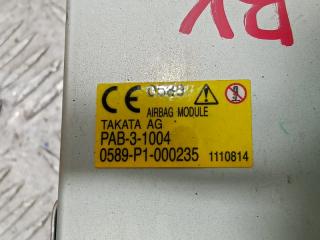 CE 0589
AIRBAG MODULE
TAKATA AG
PAB-3-1004
0589-P1-000235 1110814